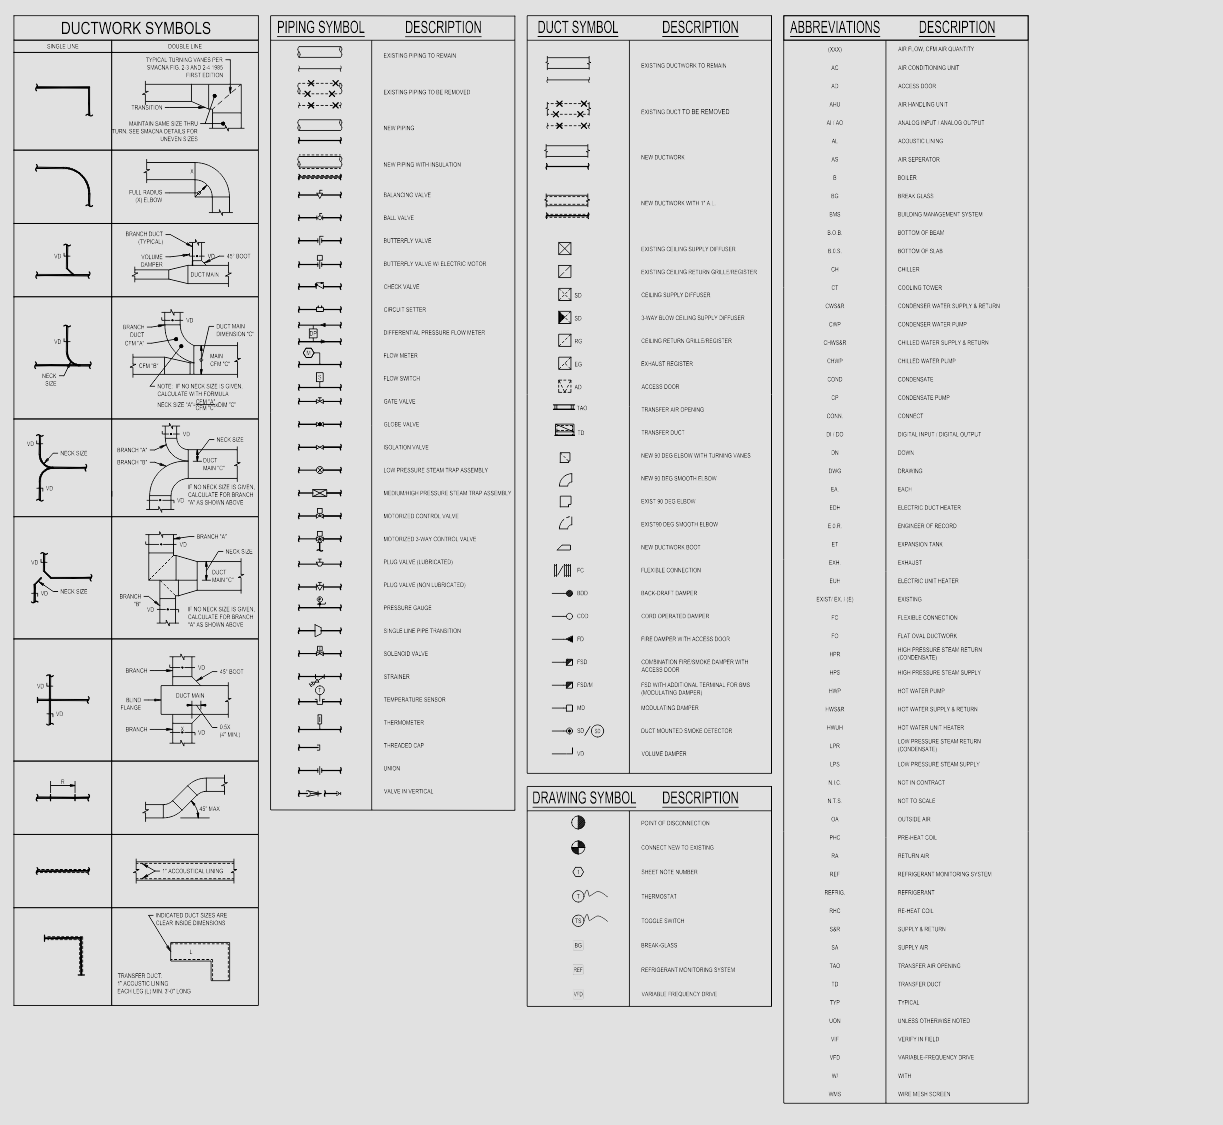 DUCTWORK SYMBOLS
SINGLE LINE
DOUBLE LINE
TYPICAL TURNING VANES PER
SMACNA FIG. 2-3 AND 2-4 1985
FIRST EDITION
TRANSITION
MAINTAIN SAME SIZE THRU
TURN. SEE SMACNA DETAILS FOR
UNEVEN SIZES
X
FULL RADIUS
(X) ELBOW
VD
BRANCH DUCT
(TYPICAL)
VOLUME
DAMPER
VD
45° BOOT
DUCT MAIN
VD
NECK
SIZE
VD
BRANCH
DUCT
CFM "A"
DUCT MAIN
DIMENSION "C"
MAIN
CFM "C"
CFM "B"
NOTE: IF NO NECK SIZE IS GIVEN,
CALCULATE WITH FORMULA
NECK SIZE "A"=
CFM "A"
CFM "C"
xDIM "C"
VD
NECK SIZE
VD
VD
BRANCH "A"
NECK SIZE
BRANCH "B"
DUCT
MAIN "C"
VD
IF NO NECK SIZE IS GIVEN,
CALCULATE FOR BRANCH
"A" AS SHOWN ABOVE
VD
NECK SIZE
VD
BRANCH "A"
VD
NECK SIZE
DUCT
MAIN "C"
BRANCH
"B"
VD
IF NO NECK SIZE IS GIVEN,
CALCULATE FOR BRANCH
"A" AS SHOWN ABOVE
VD
VD
BRANCH
VD
45° BOOT
BLIND
FLANGE
DUCT MAIN
BRANCH
X
VD
0.5X
(4" MIN.)
R
45° MAX
1" ACCOUSTICAL LINING
INDICATED DUCT SIZES ARE
CLEAR INSIDE DIMENSIONS
L
TRANSFER DUCT:
1" ACOUSTIC LINING
EACH LEG (L) MIN. 3'-0" LONG
PIPING SYMBOL DESCRIPTION
EXISTING PIPING TO REMAIN
EXISTING PIPING TO BE REMOVED
NEW PIPING
NEW PIPING WITH INSULATION
BALANCING VALVE
BALL VALVE
BUTTERFLY VALVE
BUTTERFLY VALVE W/ ELECTRIC MOTOR
CHECK VALVE
CIRCUIT SETTER
DP DIFFERENTIAL PRESSURE FLOW METER
FLOW METER
S FLOW SWITCH
GATE VALVE
GLOBE VALVE
ISOLATION VALVE
LOW PRESSURE STEAM TRAP ASSEMBLY
MEDIUM/HIGH PRESSURE STEAM TRAP ASSEMBLY
MOTORIZED CONTROL VALVE
MOTORIZED 3-WAY CONTROL VALVE
PLUG VALVE (LUBRICATED)
PLUG VALVE (NON LUBRICATED)
PRESSURE GAUGE
SINGLE LINE PIPE TRANSITION
SOLENOID VALVE
STRAINER
T TEMPERATURE SENSOR
THERMOMETER
THREADED CAP
UNION
VALVE IN VERTICAL
DUCT SYMBOL DESCRIPTION
EXISTING DUCTWORK TO REMAIN
EXISTING DUCT TO BE REMOVED
NEW DUCTWORK
NEW DUCTWORK WITH 1" A.L.
EXISTING CEILING SUPPLY DIFFUSER
EXISTING CEILING RETURN GRILLE/REGISTER
SD CEILING SUPPLY DIFFUSER
SD 3-WAY BLOW CEILING SUPPLY DIFFUSER
RG CEILING RETURN GRILLE/REGISTER
EG EXHAUST REGISTER
AD ACCESS DOOR
TAO TRANSFER AIR OPENING
TD TRANSFER DUCT
NEW 90 DEG ELBOW WITH TURNING VANES
NEW 90 DEG SMOOTH ELBOW
EXIST 90 DEG ELBOW
EXIST90 DEG SMOOTH ELBOW
NEW DUCTWORK BOOT
FC FLEXIBLE CONNECTION
BDD BACK-DRAFT DAMPER
COD CORD OPERATED DAMPER
FD FIRE DAMPER WITH ACCESS DOOR
FSD COMBINATION FIRE/SMOKE DAMPER WITH
ACCESS DOOR
FSD/M FSD WITH ADDITIONAL TERMINAL FOR BMS
(MODULATING DAMPER)
MD MODULATING DAMPER
SD/ SD DUCT MOUNTED SMOKE DETECTOR
VD VOLUME DAMPER
DRAWING SYMBOL DESCRIPTION
POINT OF DISCONNECTION
CONNECT NEW TO EXISTING
1 SHEET NOTE NUMBER
T THERMOSTAT
TS TOGGLE SWITCH
BG BREAK-GLASS
REF REFRIGERANT MONITORING SYSTEM
VFD VARIABLE FREQUENCY DRIVE
ABBREVIATIONS DESCRIPTION
(XXX) AIR FLOW, CFM AIR QUANTITY
AC AIR CONDITIONING UNIT
AD ACCESS DOOR
AHU AIR HANDLING UNIT
AI / AO ANALOG INPUT / ANALOG OUTPUT
AL ACOUSTIC LINING
AS AIR SEPERATOR
B BOILER
BG BREAK GLASS
BMS BUILDING MANAGEMENT SYSTEM
B.O.B. BOTTOM OF BEAM
B.O.S. BOTTOM OF SLAB
CH CHILLER
CT COOLING TOWER
CWS&R CONDENSER WATER SUPPLY & RETURN
CWP CONDENSER WATER PUMP
CHWS&R CHILLED WATER SUPPLY & RETURN
CHWP CHILLED WATER PUMP
COND CONDENSATE
CP CONDENSATE PUMP
CONN. CONNECT
DI / DO DIGITAL INPUT / DIGITAL OUTPUT
DN DOWN
DWG DRAWING
EA EACH
EDH ELECTRIC DUCT HEATER
E.O.R ENGINEER OF RECORD
ET EXPANSION TANK
EXH. EXHAUST
EUH ELECTRIC UNIT HEATER
EXIST/ EX. / (E) EXISTING
FC FLEXIBLE CONNECTION
FO FLAT OVAL DUCTWORK
HPR HIGH PRESSURE STEAM RETURN
(CONDENSATE)
HPS HIGH PRESSURE STEAM SUPPLY
HWP HOT WATER PUMP
HWS&R HOT WATER SUPPLY & RETURN
HWUH HOT WATER UNIT HEATER
LPR LOW PRESSURE STEAM RETURN
(CONDENSATE)
LPS LOW PRESSURE STEAM SUPPLY
N.I.C. NOT IN CONTRACT
N.T.S NOT TO SCALE
OA OUTSIDE AIR
PHC PRE-HEAT COIL
RA RETURN AIR
REF REFRIGERANT MONITORING SYSTEM
REFRIG. REFRIGERANT
RHC RE-HEAT COIL
S&R SUPPLY & RETURN
SA SUPPLY AIR
TAO TRANSFER AIR OPENING
TD TRANSFER DUCT
TYP TYPICAL
UON UNLESS OTHERWISE NOTED
VIF VERIFY IN FIELD
VFD VARIABLE-FREQUENCY DRIVE
W/ WITH
WMS WIRE MESH SCREEN